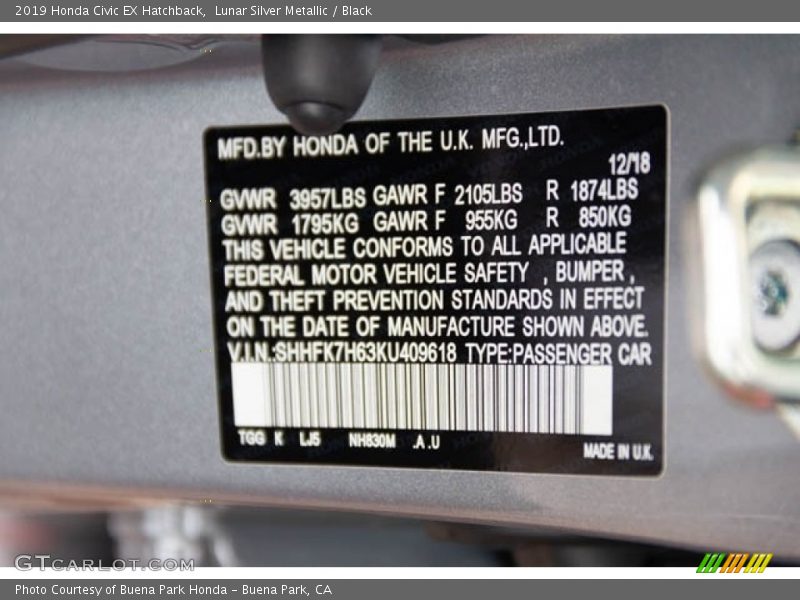 2019 Honda Civic EX Hatchback, Lunar Silver Metallic / Black
MFD.BY HONDA OF THE U.K. MFG.,LTD.
12/18
GVWR 3957LBS GAWR F 2105LBS R 1874LBS
GVWR 1795KG GAWR F 955KG R 850KG
THIS VEHICLE CONFORMS TO ALL APPLICABLE
FEDERAL MOTOR VEHICLE SAFETY , BUMPER ,
AND THEFT PREVENTION STANDARDS IN EFFECT
ON THE DATE OF MANUFACTURE SHOWN ABOVE.
V.I.N.:SHHFK7H63KU409618 TYPE:PASSENGER CAR
TGG K LJ5 NH830M .A .U
MADE IN U.K.
GTCARLOT.COM
Photo Courtesy of Buena Park Honda - Buena Park, CA